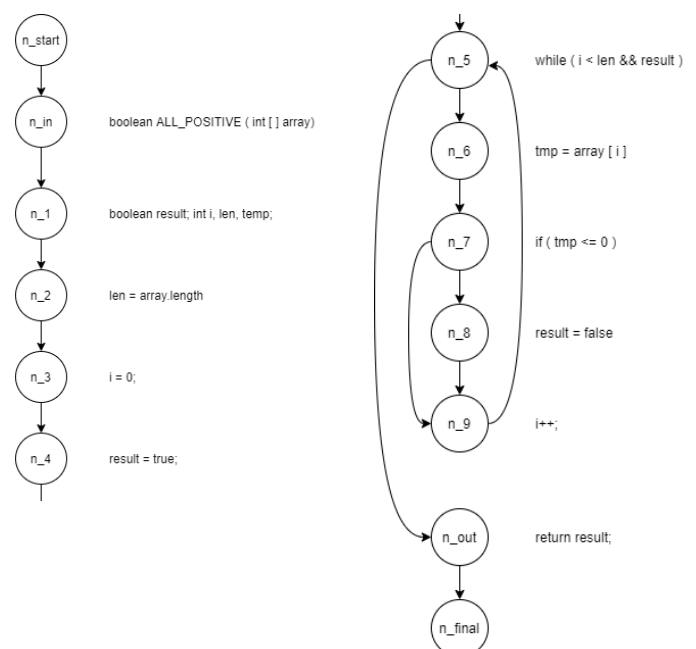 n_start
n_in boolean ALL_POSITIVE ( int [ ] array)
n_1 boolean result; int i, len, temp;
n_2 len = array.length
n_3 i = 0;
n_4 result = true;
n_5 while ( i < len && result )
n_6 tmp = array [ i ]
n_7 if ( tmp <= 0 )
n_8 result = false
n_9 i++;
n_out return result;
n_final